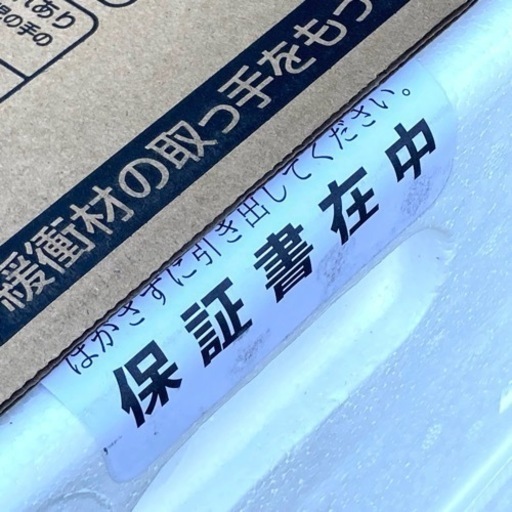 あり
の手の
緩衝材の取っ手をもっ
はがさずに引き出してください。
保証書在中